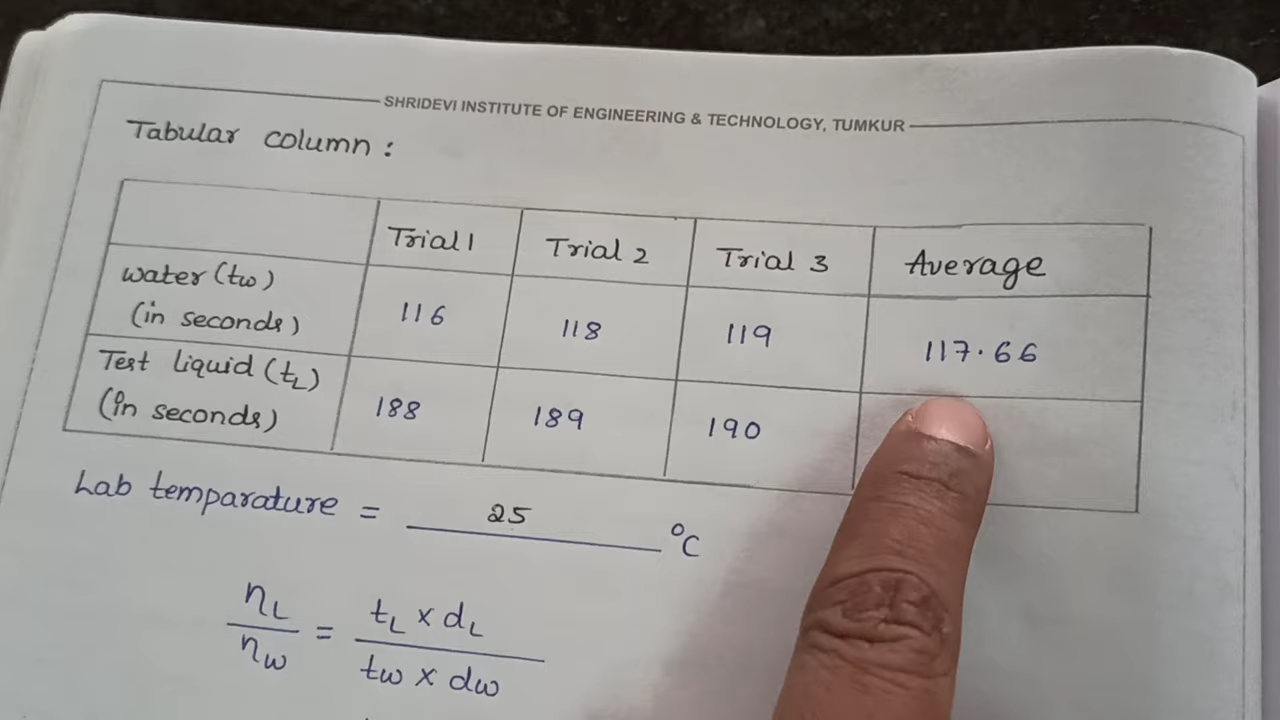 SHRIDEVI INSTITUTE OF ENGINEERING & TECHNOLOGY, TUMKUR
Tabular column :
Trial 1 Trial 2 Trial 3 Average
water (tw) (in seconds) 116 118 119 117.66
Test liquid (tL) (in seconds) 188 189 190
Lab temparature = 25 °C
ηL / ηw = tL x dL / tw x dw